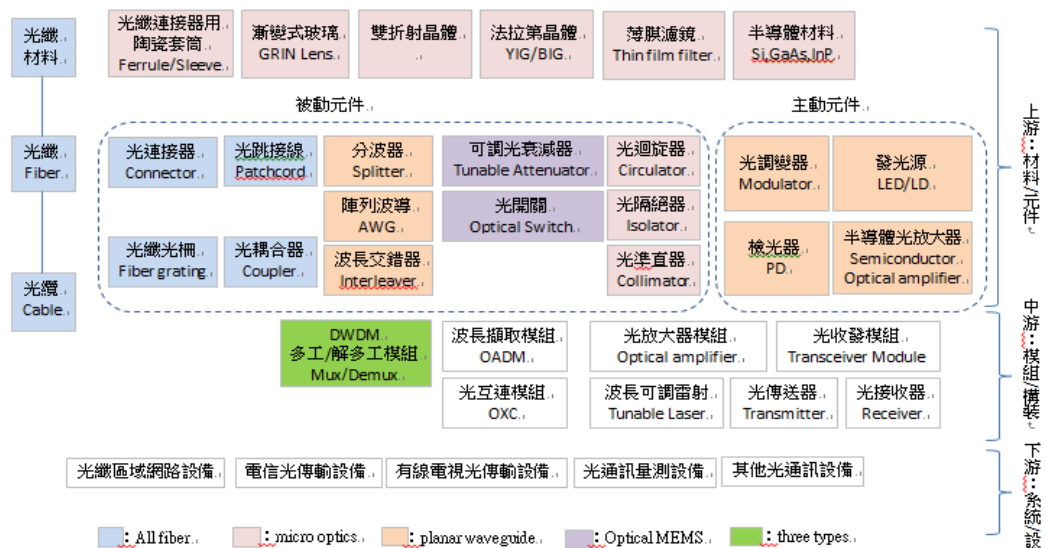 光纖
材料
光纖連接器用
陶瓷套筒
Ferrule/Sleeve
漸變式玻璃
GRIN Lens
雙折射晶體
法拉第晶體
YIG/BIG
薄膜濾鏡
Thin film filter
半導體材料
Si,GaAs,InP
被動元件
主動元件
光纖
Fiber
光連接器
Connector
光跳接線
Patchcord
分波器
Splitter
可調光衰減器
Tunable Attenuator
光迴旋器
Circulator
光調變器
Modulator
發光源
LED/LD
陣列波導
AWG
光開關
Optical Switch
光隔絕器
Isolator
光纖光柵
Fiber grating
光耦合器
Coupler
波長交錯器
Interleaver
光準直器
Collimator
檢光器
PD
半導體光放大器
Semiconductor
Optical amplifier
光纜
Cable
上游：材料/元件
DWDM
多工/解多工模組
Mux/Demux
波長擷取模組
OADM
光放大器模組
Optical amplifier
光收發模組
Transceiver Module
光互連模組
OXC
波長可調雷射
Tunable Laser
光傳送器
Transmitter
光接收器
Receiver
中游：模組/構裝
光纖區域網路設備
電信光傳輸設備
有線電視光傳輸設備
光通訊量測設備
其他光通訊設備
下游：系統/設
：All fiber
：micro optics
：planar waveguide
：Optical MEMS
：three types